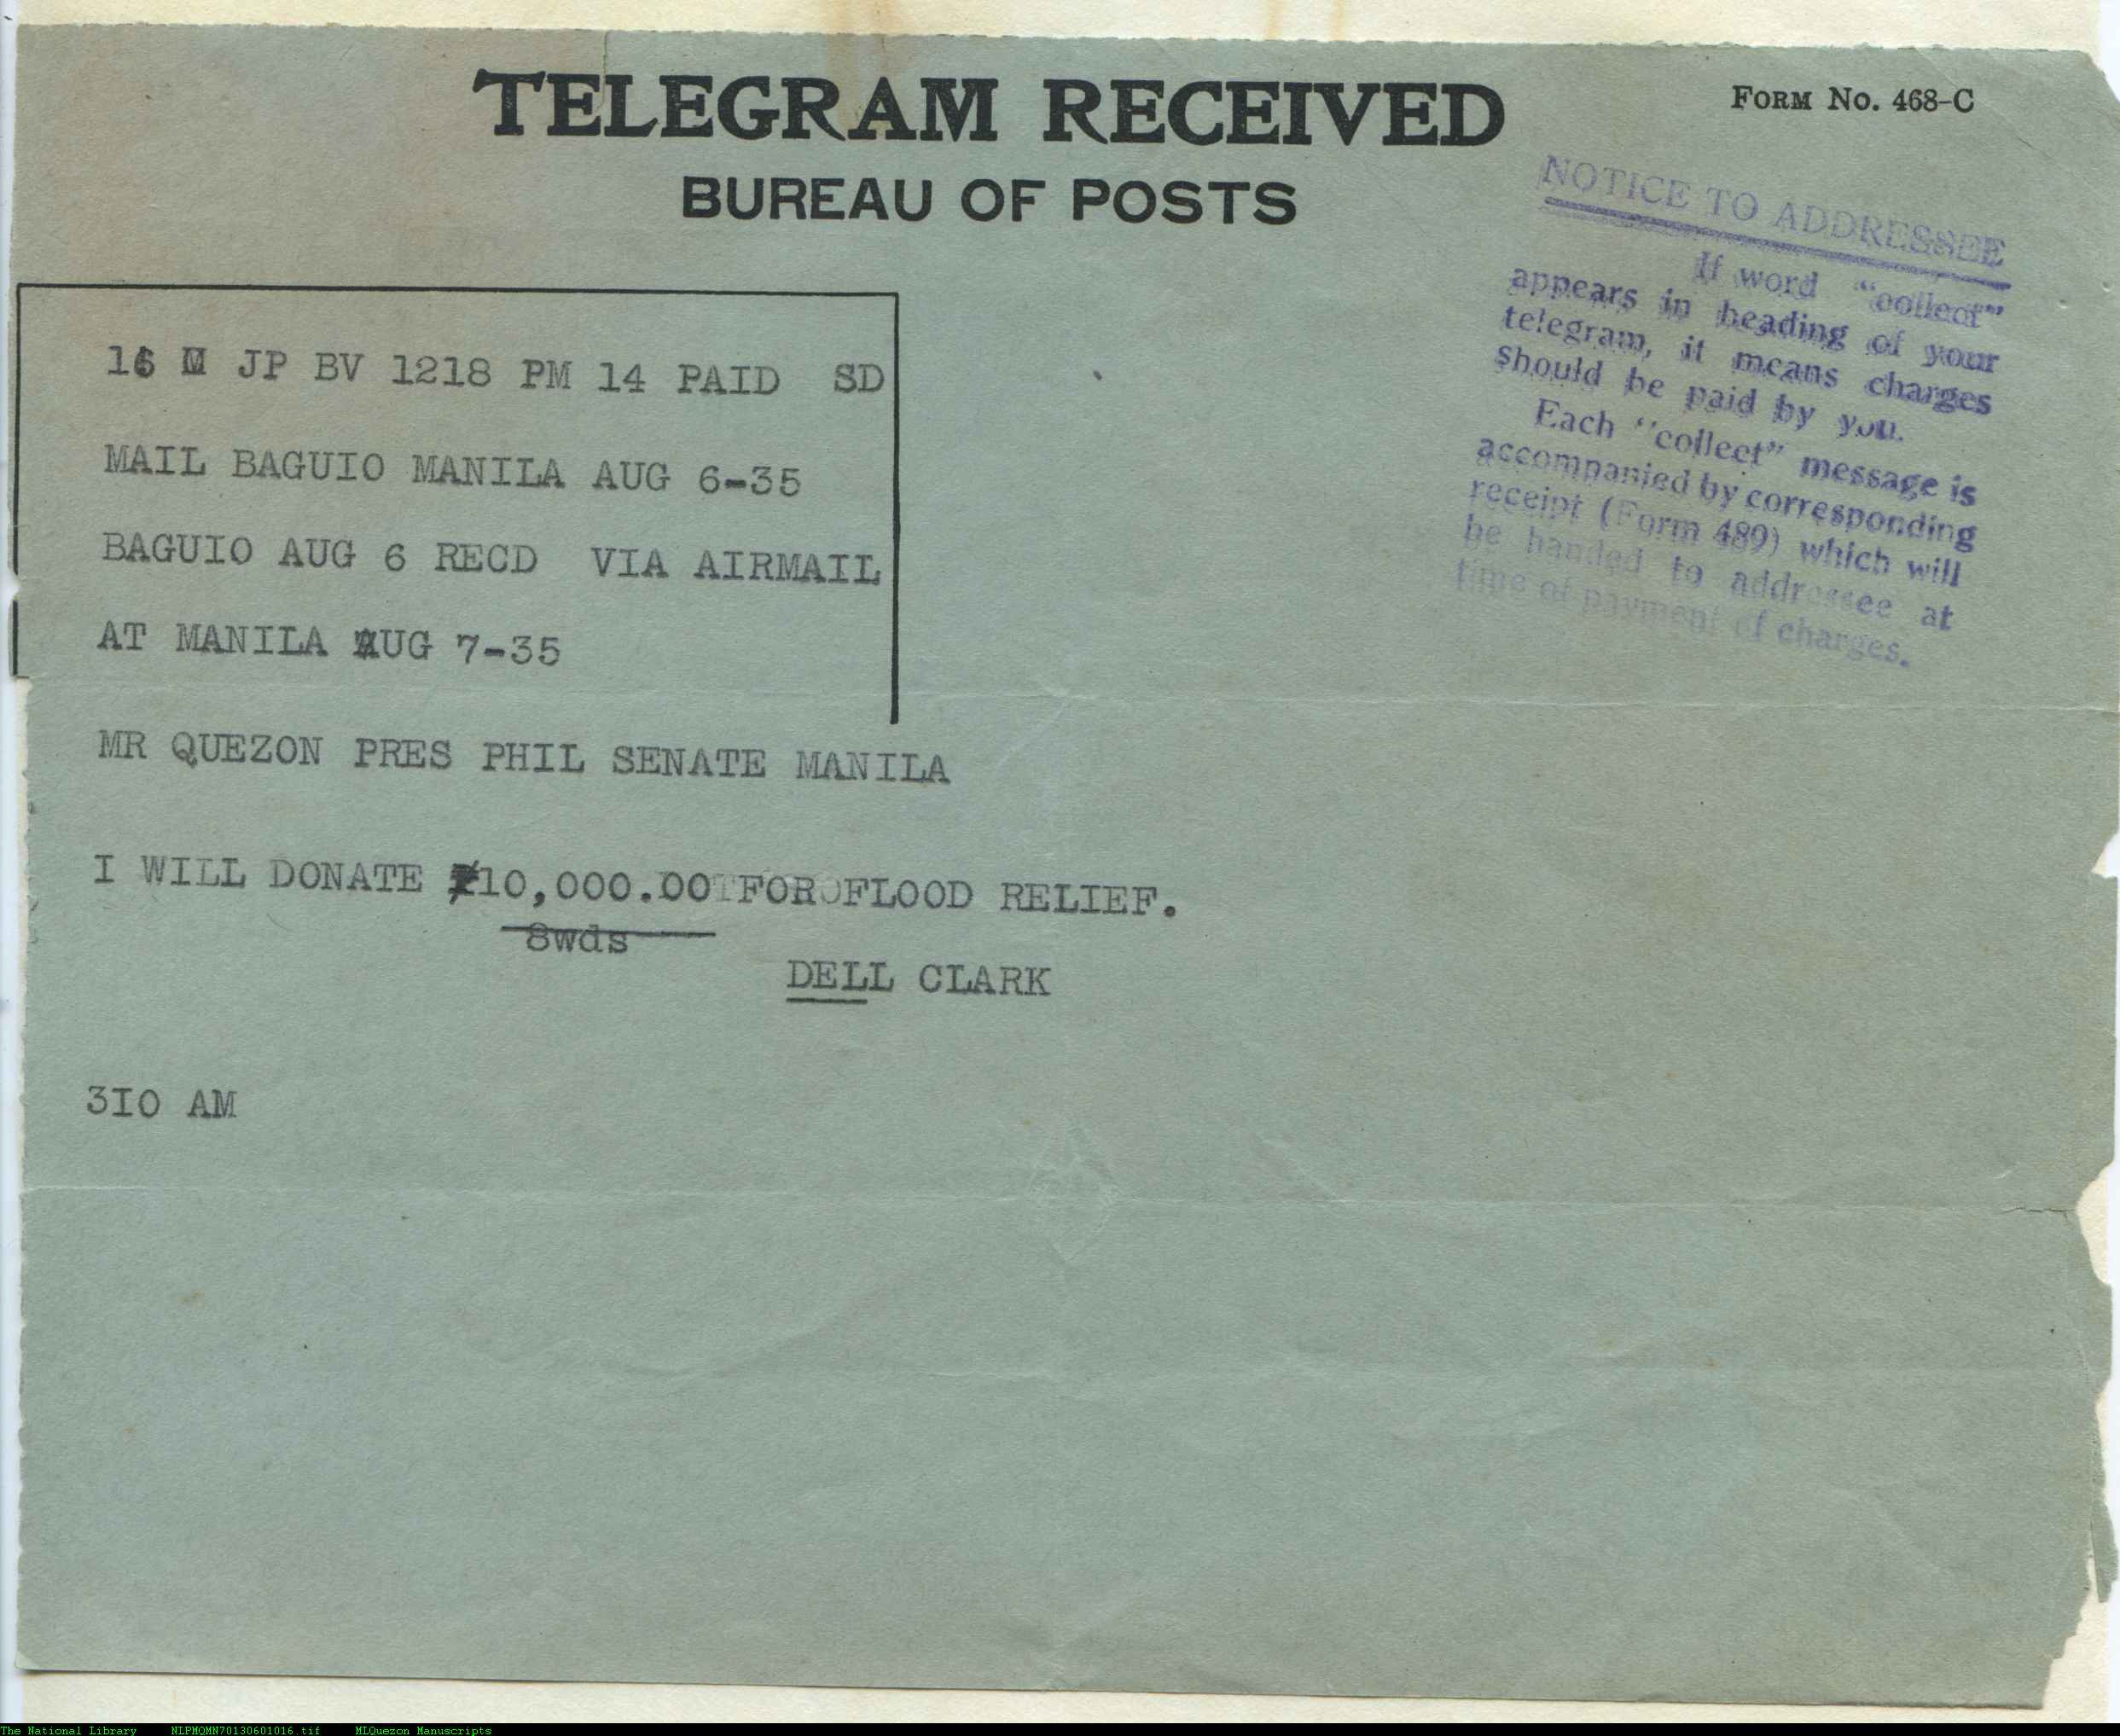 TELEGRAM RECEIVED
FORM NO. 468-C
BUREAU OF POSTS
NOTICE TO ADDRESSEE
If word "collect"
appears in heading of your
telegram, it means charges
should be paid by you.
Each "collect" message is
accompanied by corresponding
receipt (Form 489) which will
be handed to addressee at
time of payment of charges.
16 M JP BV 1218 PM 14 PAID SD
MAIL BAGUIO MANILA AUG 6-35
BAGUIO AUG 6 RECD VIA AIRMAIL
AT MANILA AUG 7-35
MR QUEZON PRES PHIL SENATE MANILA
I WILL DONATE ₱10,000.00 FOR FLOOD RELIEF.
8wds
DELL CLARK
3I0 AM
The National Library NLPMQMN70130601016.tif MLQuezon Manuscripts